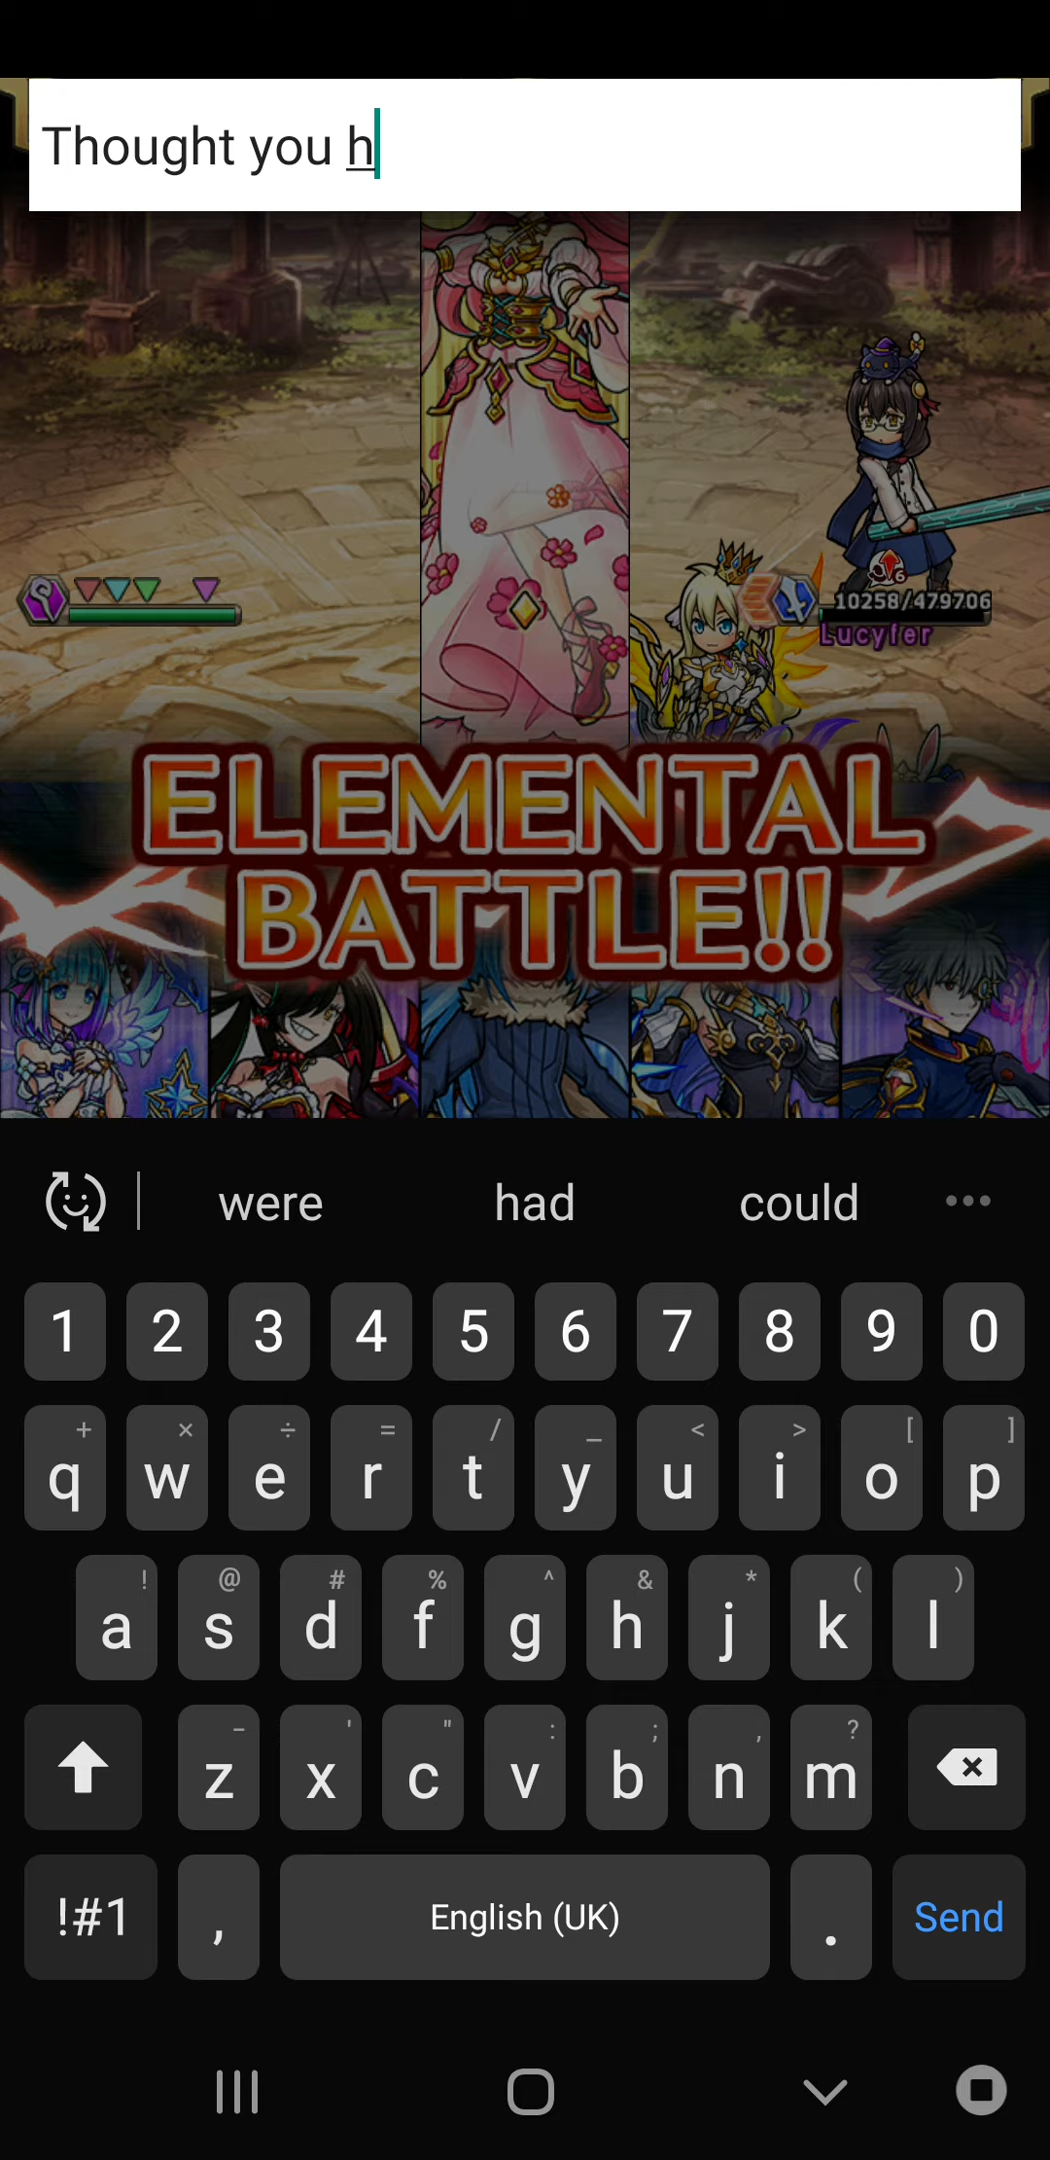 Thought you h
10258/479706
Lucyfer
ELEMENTAL
BATTLE!!
were had could
1 2 3 4 5 6 7 8 9 0
+ × ÷ = / _ < > [ ]
q w e r t y u i o p
! @ # % ^ & * ( )
a s d f g h j k l
- ' " : ; , ?
z x c v b n m
!#1 , English (UK) . Send